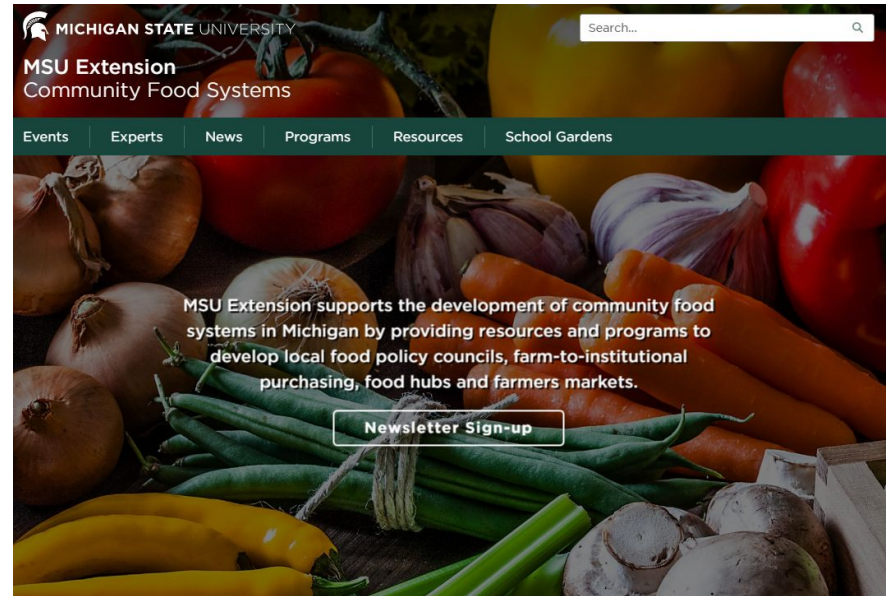 MICHIGAN STATE UNIVERSITY
Search...
MSU Extension
Community Food Systems
Events
Experts
News
Programs
Resources
School Gardens
MSU Extension supports the development of community food
systems in Michigan by providing resources and programs to
develop local food policy councils, farm-to-institutional
purchasing, food hubs and farmers markets.
Newsletter Sign-up